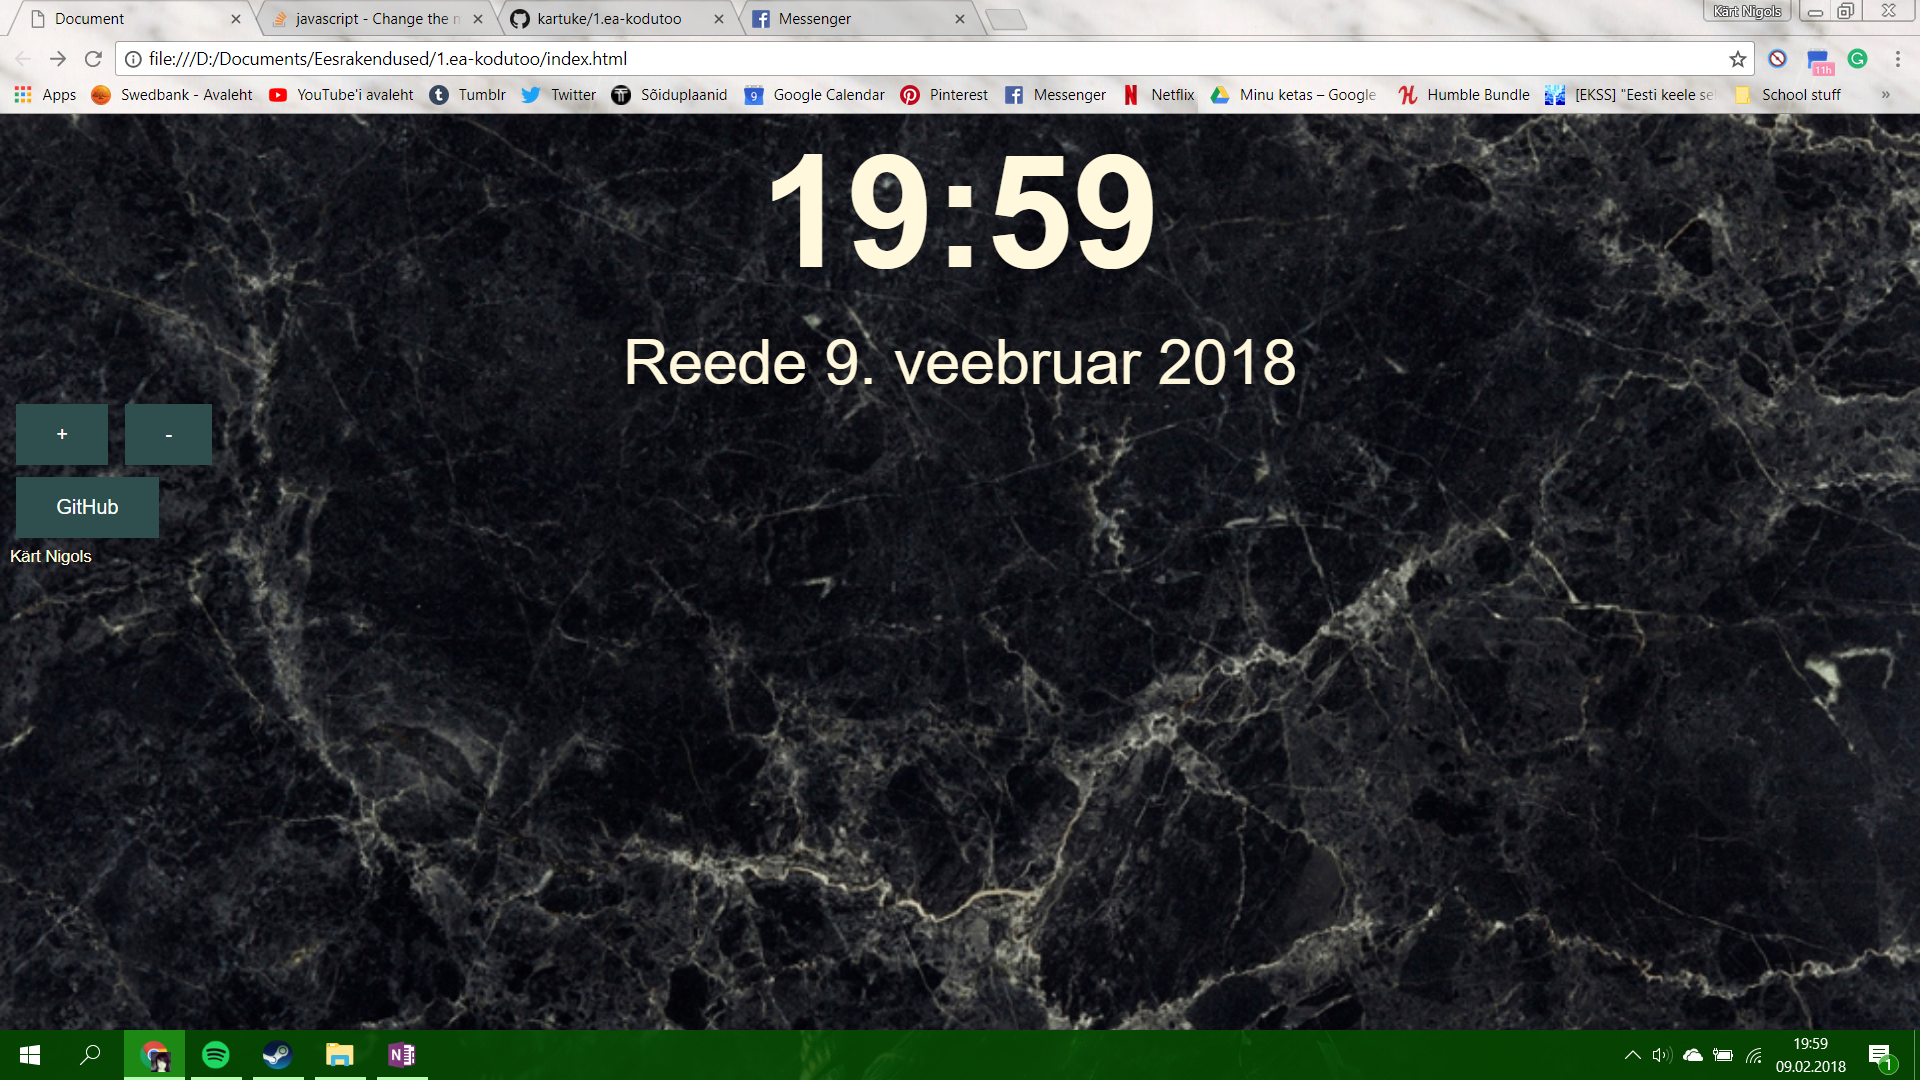 Document
javascript - Change the
kartuke/1.ea-kodutoo
Messenger
Kärt Nigols
file:///D:/Documents/Eesrakendused/1.ea-kodutoo/index.html
11h
Apps
Swedbank - Avaleht
YouTube'i avaleht
Tumblr
Twitter
Sõiduplaanid
9
Google Calendar
Pinterest
Messenger
Netflix
Minu ketas – Google
Humble Bundle
[EKSS] "Eesti keele se
School stuff
»
19:59
Reede 9. veebruar 2018
+
-
GitHub
Kärt Nigols
19:59
09.02.2018
1